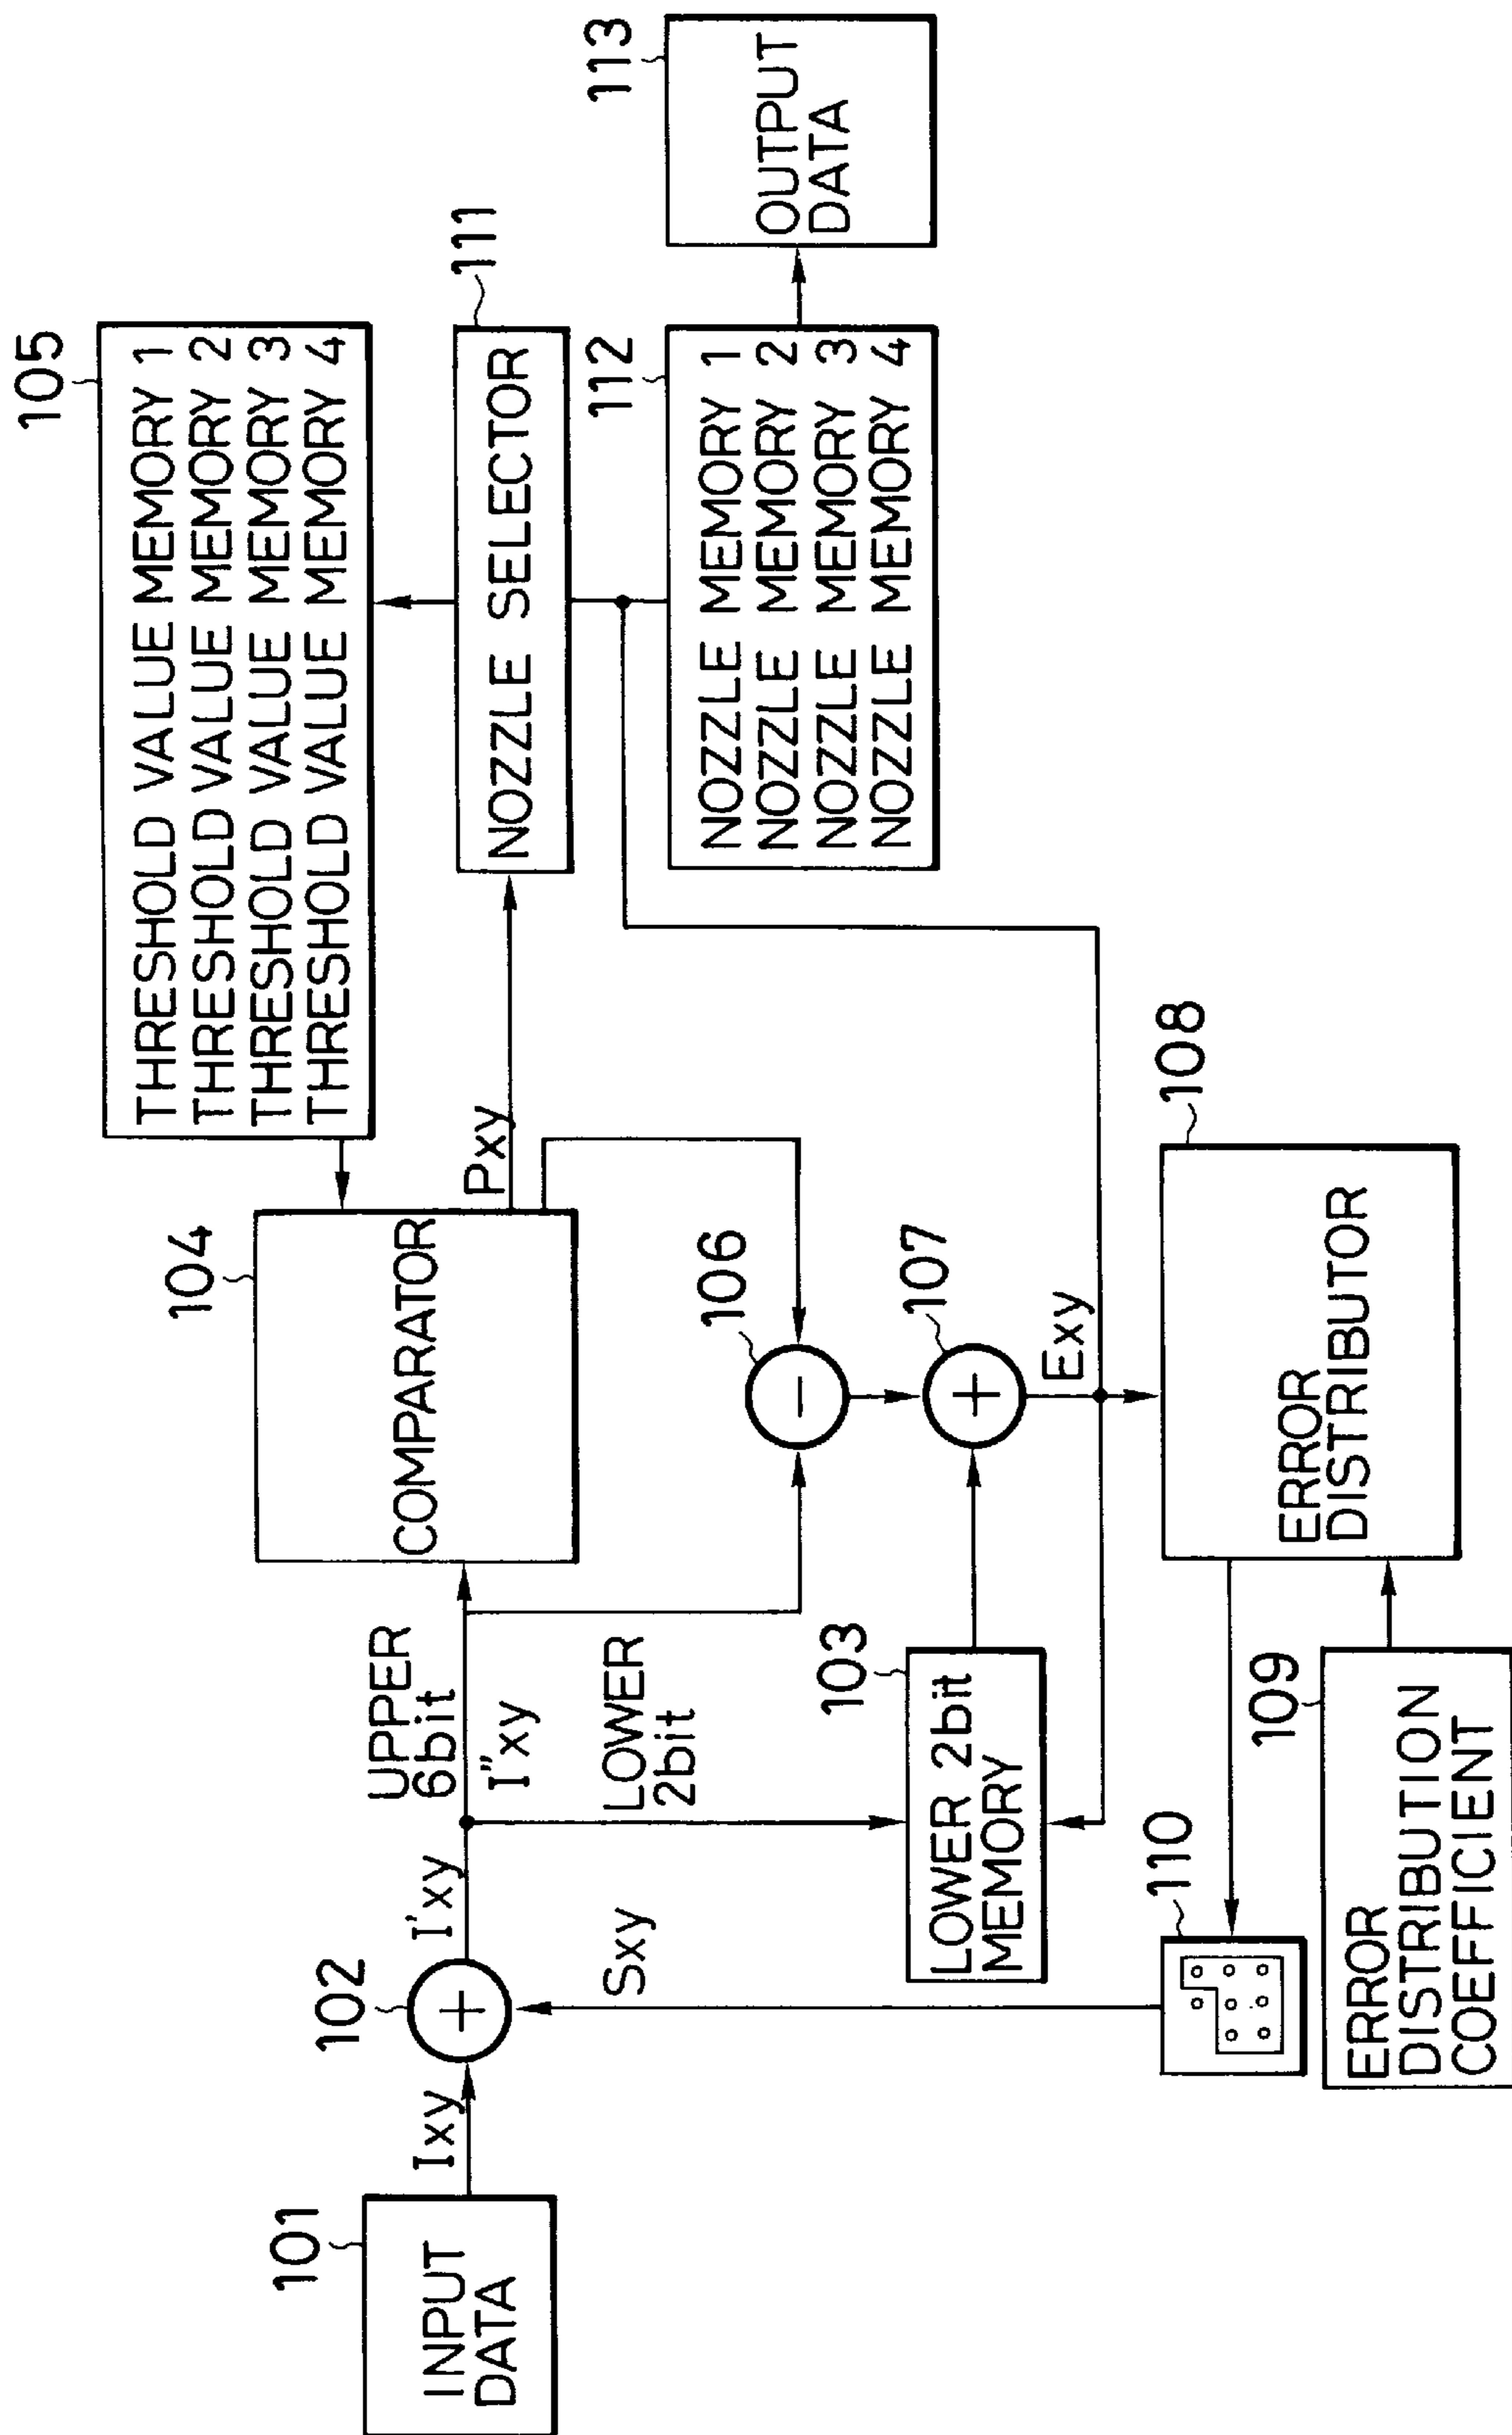 101
INPUT
DATA
Ixy
102
+
I'xy
Sxy
UPPER
6bit
I"xy
LOWER
2bit
103
LOWER 2bit
MEMORY
104
COMPARATOR
Pxy
105
THRESHOLD VALUE MEMORY 1
THRESHOLD VALUE MEMORY 2
THRESHOLD VALUE MEMORY 3
THRESHOLD VALUE MEMORY 4
106
−
107
+
Exy
108
ERROR
DISTRIBUTOR
109
ERROR
DISTRIBUTION
COEFFICIENT
110
111
NOZZLE SELECTOR
112
NOZZLE MEMORY 1
NOZZLE MEMORY 2
NOZZLE MEMORY 3
NOZZLE MEMORY 4
113
OUTPUT
DATA